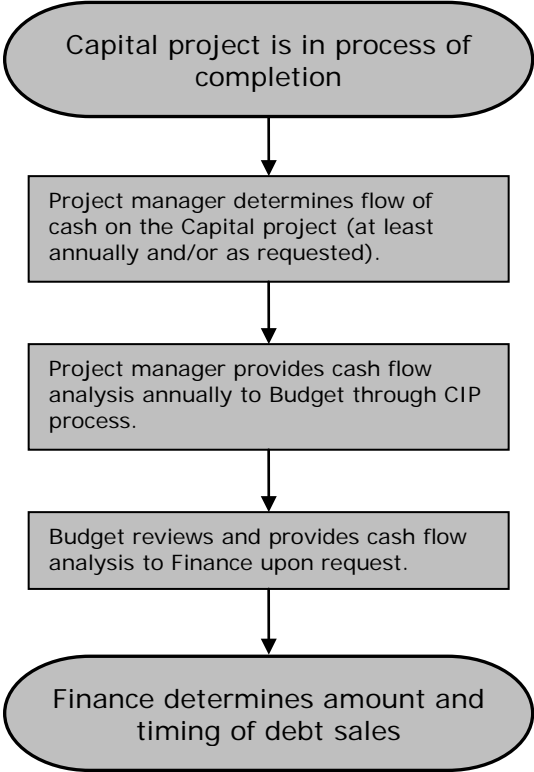 Capital project is in process of
completion
Project manager determines flow of
cash on the Capital project (at least
annually and/or as requested).
Project manager provides cash flow
analysis annually to Budget through CIP
process.
Budget reviews and provides cash flow
analysis to Finance upon request.
Finance determines amount and
timing of debt sales